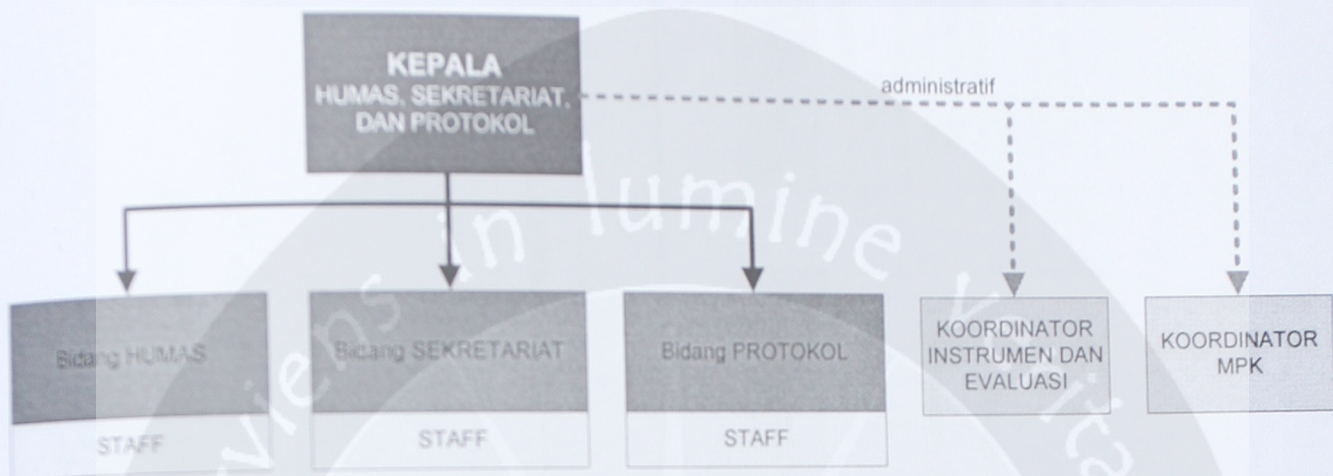 KEPALA
HUMAS, SEKRETARIAT,
DAN PROTOKOL
administratif
Bidang HUMAS
STAFF
Bidang SEKRETARIAT
STAFF
Bidang PROTOKOL
STAFF
KOORDINATOR
INSTRUMEN DAN
EVALUASI
KOORDINATOR
MPK
in lumine